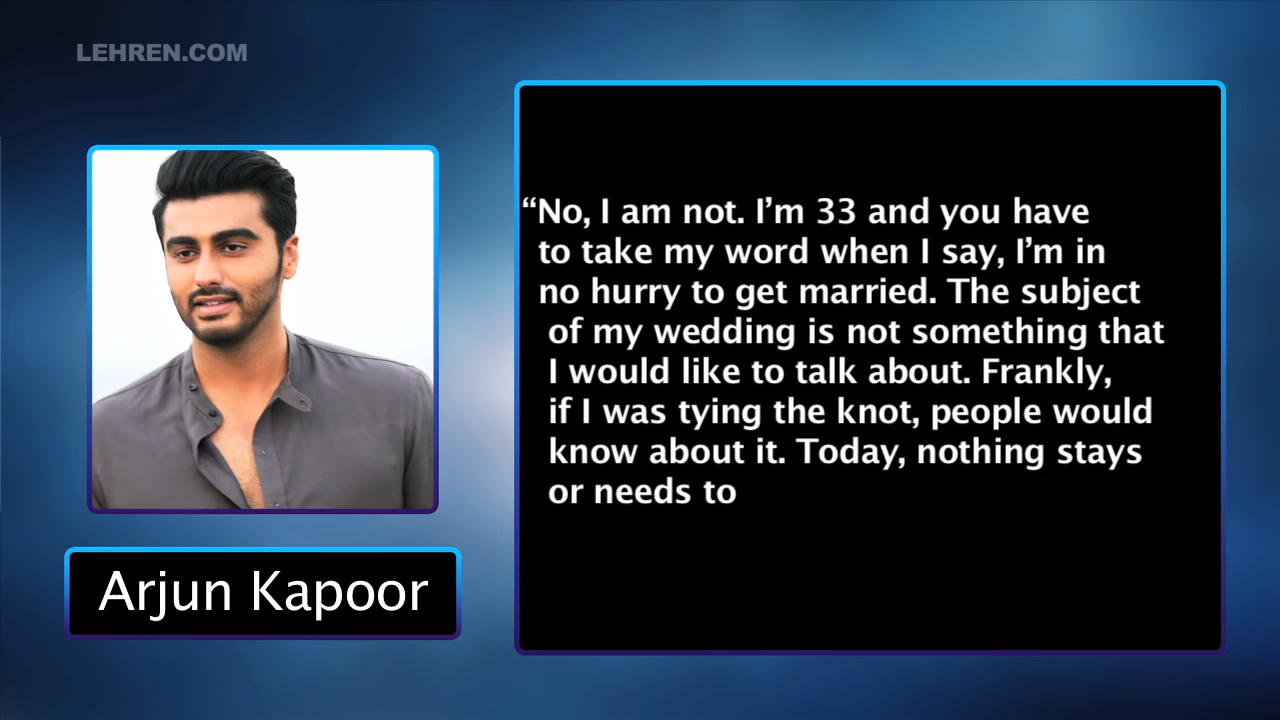 LEHREN.COM
“No, I am not. I’m 33 and you have
to take my word when I say, I’m in
no hurry to get married. The subject
of my wedding is not something that
I would like to talk about. Frankly,
if I was tying the knot, people would
know about it. Today, nothing stays
or needs to
Arjun Kapoor